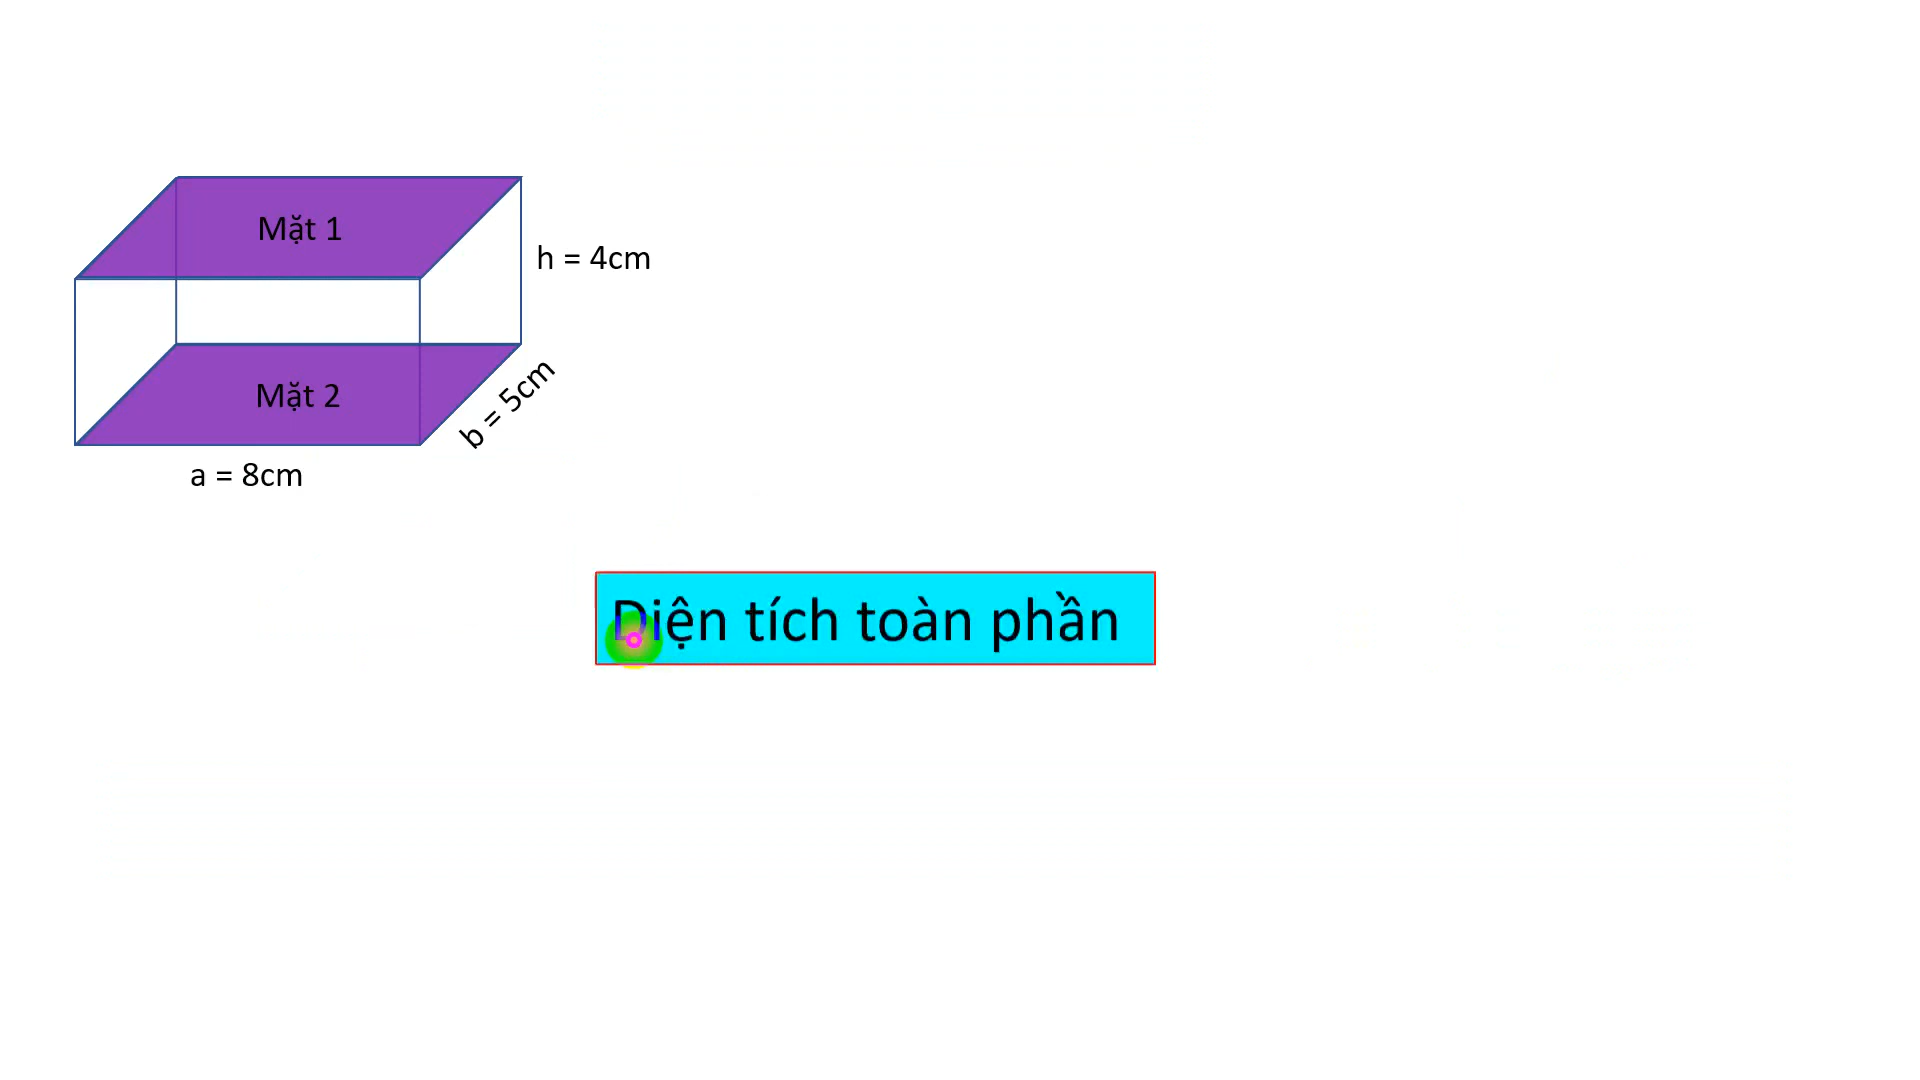 Mặt 1
h = 4cm
Mặt 2
b = 5cm
a = 8cm
Diện tích toàn phần